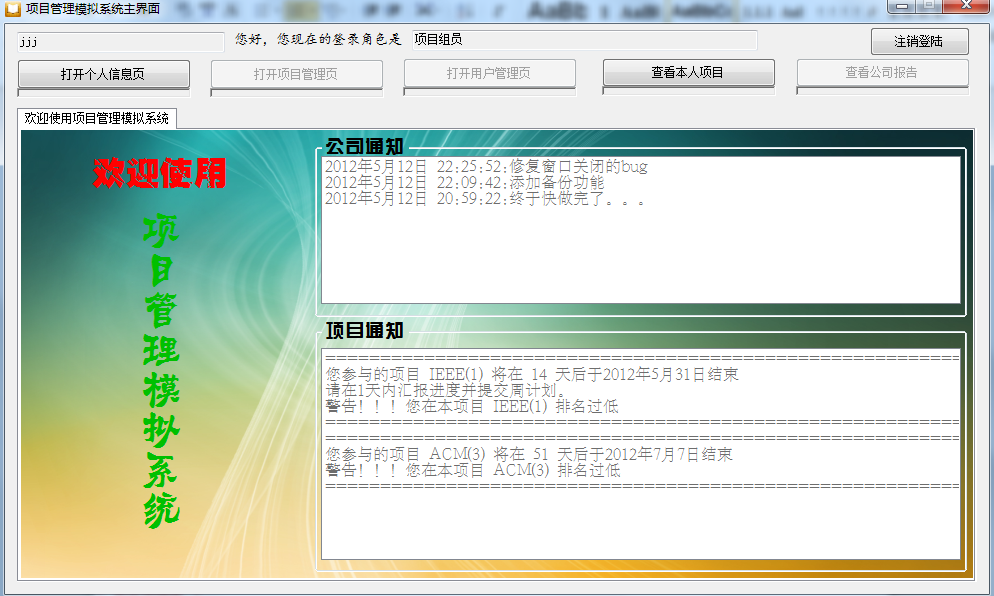 项目管理模拟系统主界面
jjj 您好，您现在的登录角色是 项目组员 注销登陆
打开个人信息页 打开项目管理页 打开用户管理页 查看本人项目 查看公司报告
欢迎使用项目管理模拟系统
欢迎使用
项目管理模拟系统
公司通知
2012年5月12日 22:25:52:修复窗口关闭的bug
2012年5月12日 22:09:42:添加备份功能
2012年5月12日 20:59:22:终于快做完了。。。
项目通知
==========================================================
您参与的项目 IEEE(1) 将在 14 天后于2012年5月31日结束
请在1天内汇报进度并提交周计划。
警告！！！您在本项目 IEEE(1) 排名过低
==========================================================
==========================================================
您参与的项目 ACM(3) 将在 51 天后于2012年7月7日结束
警告！！！您在本项目 ACM(3) 排名过低
==========================================================